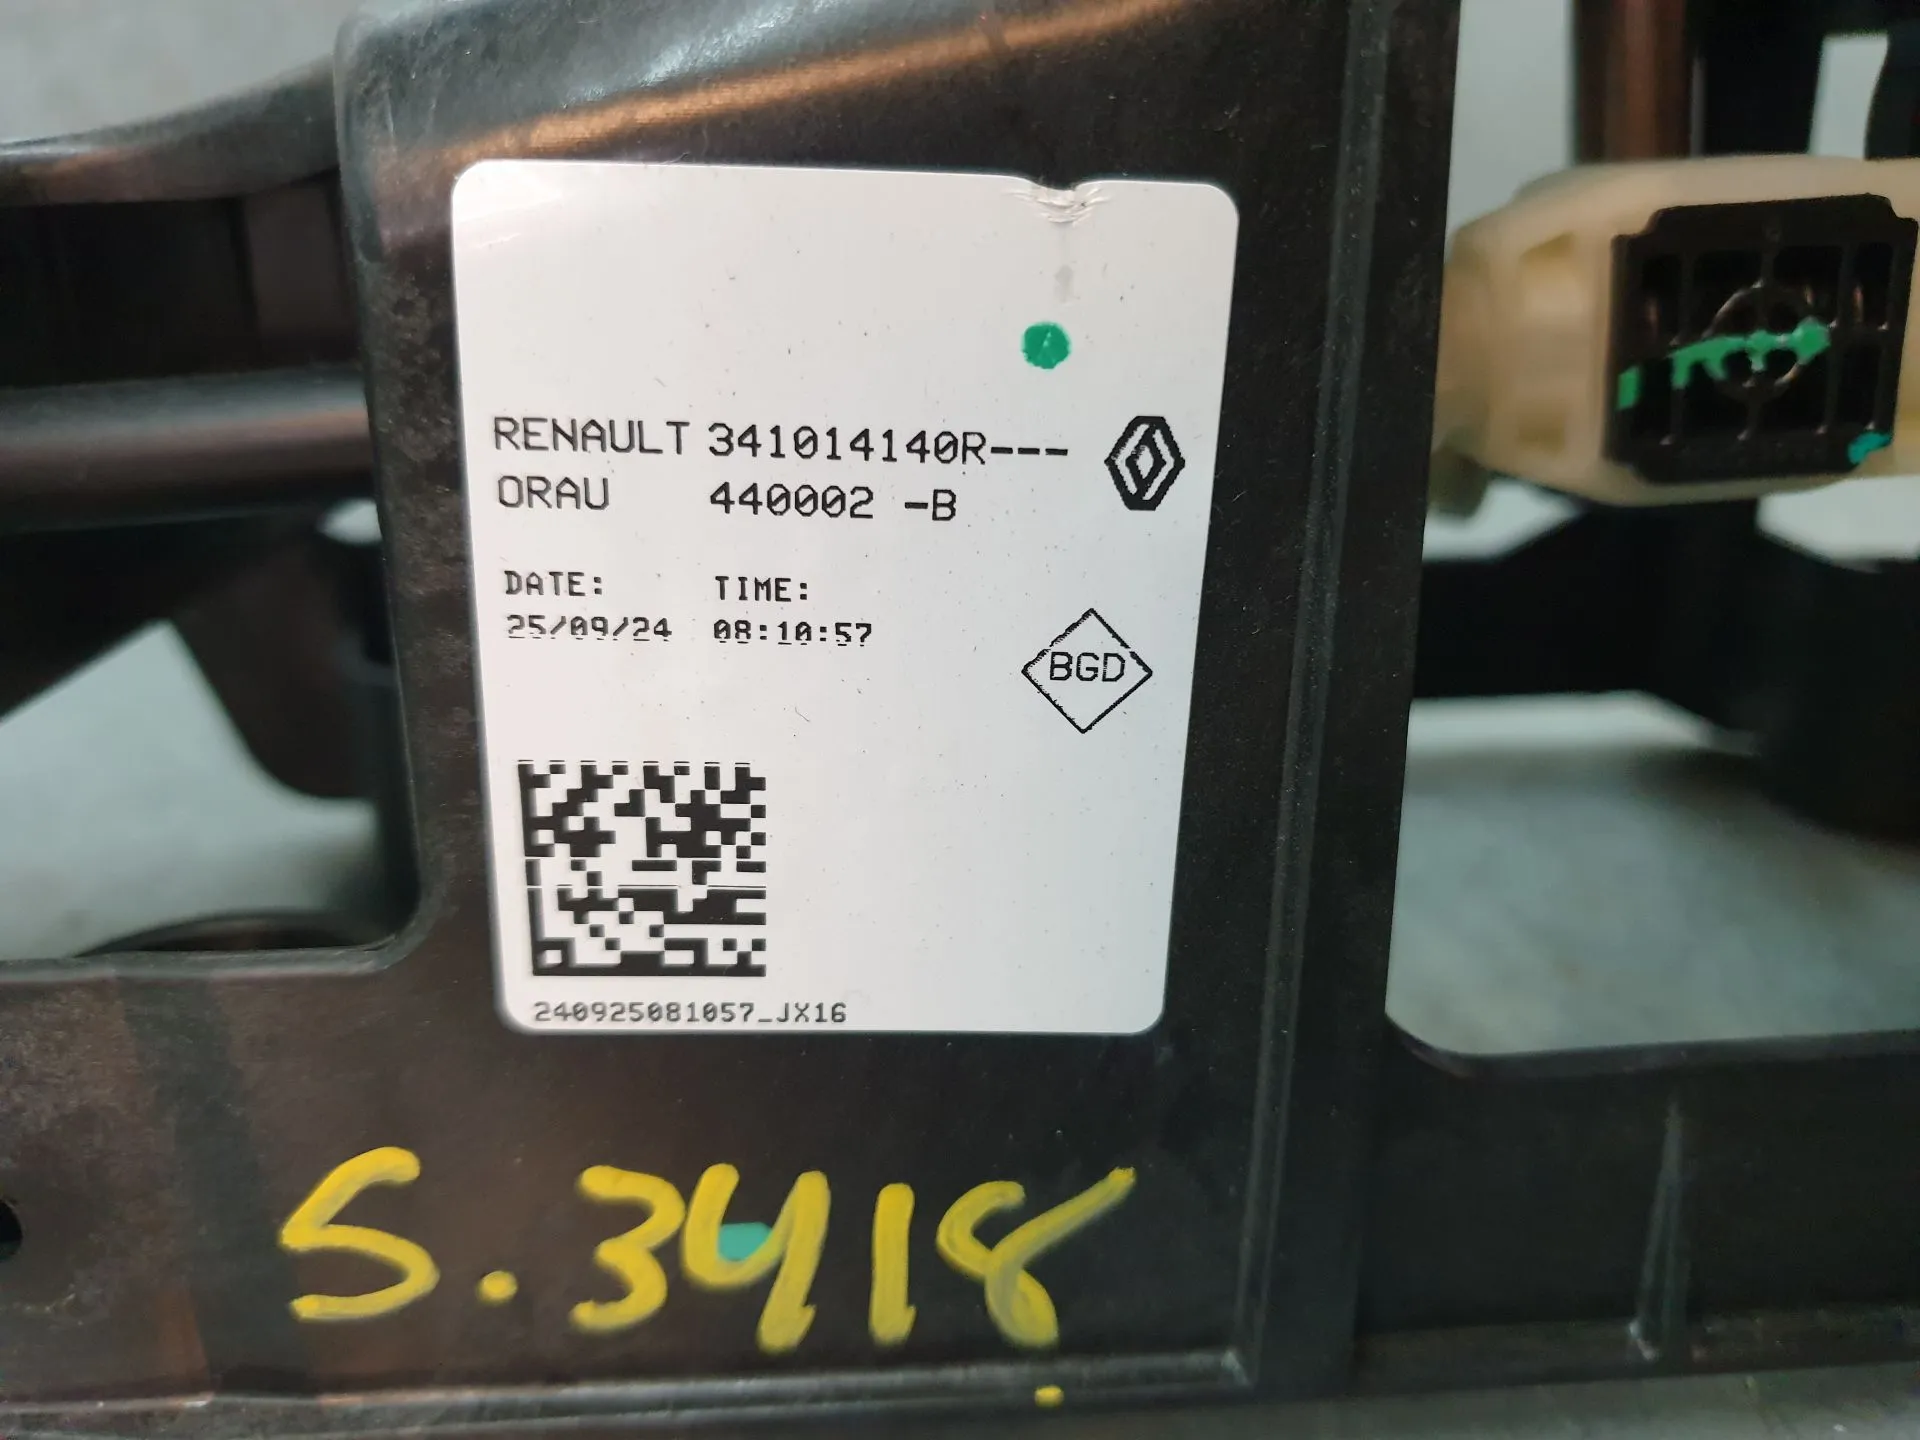 RENAULT 341014140R---
ORAU 440002 -B
DATE: TIME:
25/09/24 08:10:57
BGD
240925081057_JX16
S.3418